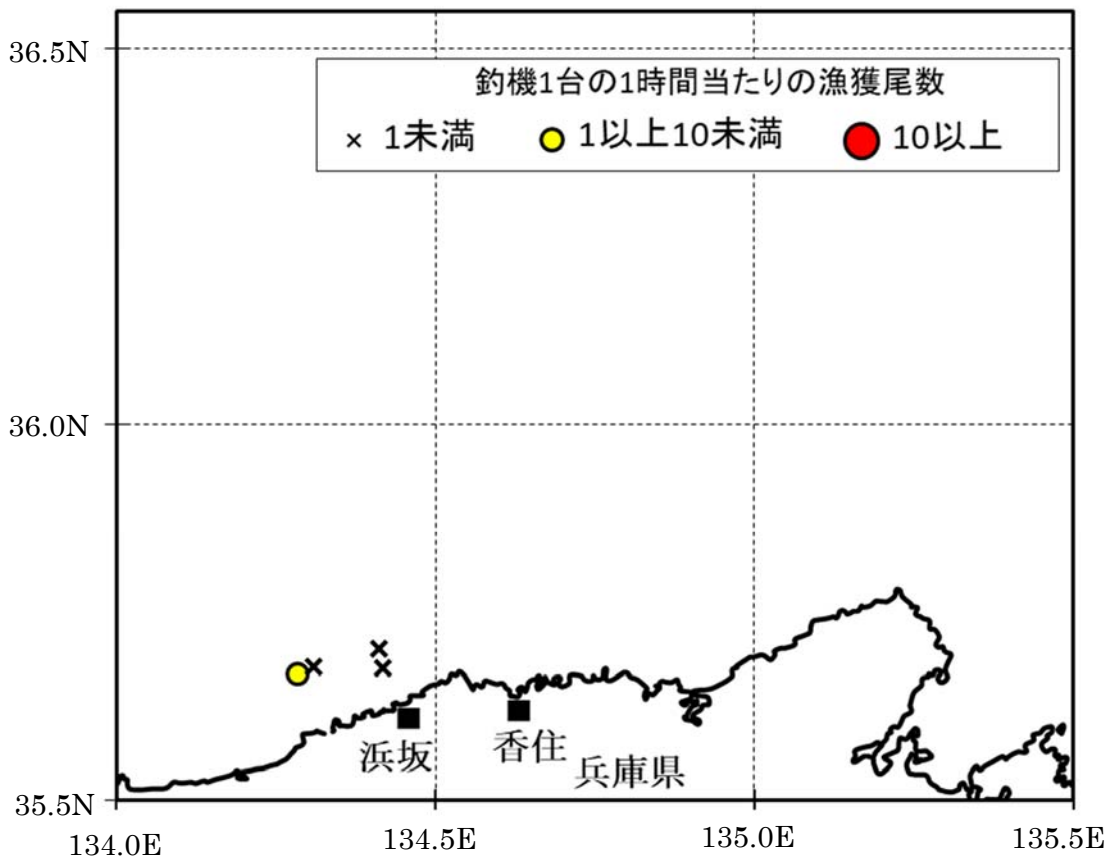 36.5N
釣機1台の1時間当たりの漁獲尾数
× 1未満 1以上10未満 10以上
36.0N
浜坂 香住 兵庫県
35.5N
134.0E 134.5E 135.0E 135.5E